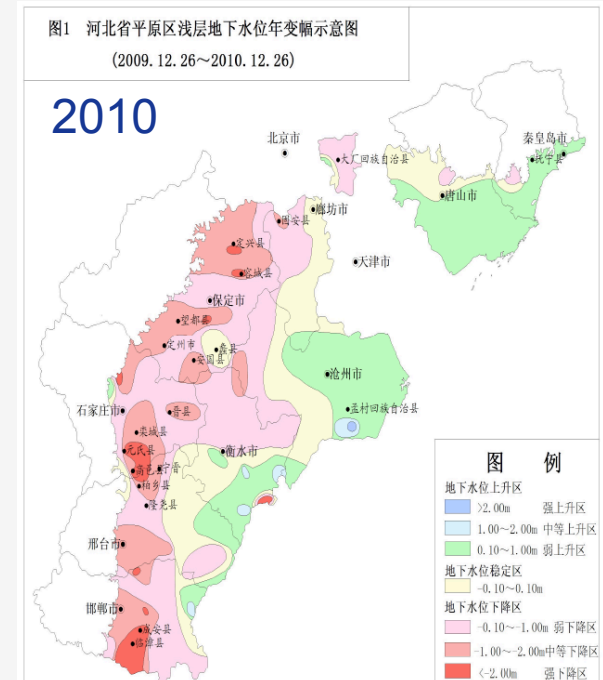 图1 河北省平原区浅层地下水位年变幅示意图
(2009.12.26～2010.12.26)
2010
北京市
秦皇岛市
大厂回族自治县
抚宁县
唐山市
廊坊市
固安县
定兴县
天津市
容城县
保定市
望都县
定州市
蠡县
安国县
沧州市
石家庄市
晋县
孟村回族自治县
栾城县
元氏县
衡水市
高邑县
宁晋
柏乡县
隆尧县
邢台市
邯郸市
成安县
临漳县
图 例
地下水位上升区
>2.00m 强上升区
1.00～2.00m 中等上升区
0.10～1.00m 弱上升区
地下水位稳定区
-0.10～0.10m
地下水位下降区
-0.10～-1.00m 弱下降区
-1.00～-2.00m中等下降区
<-2.00m 强下降区